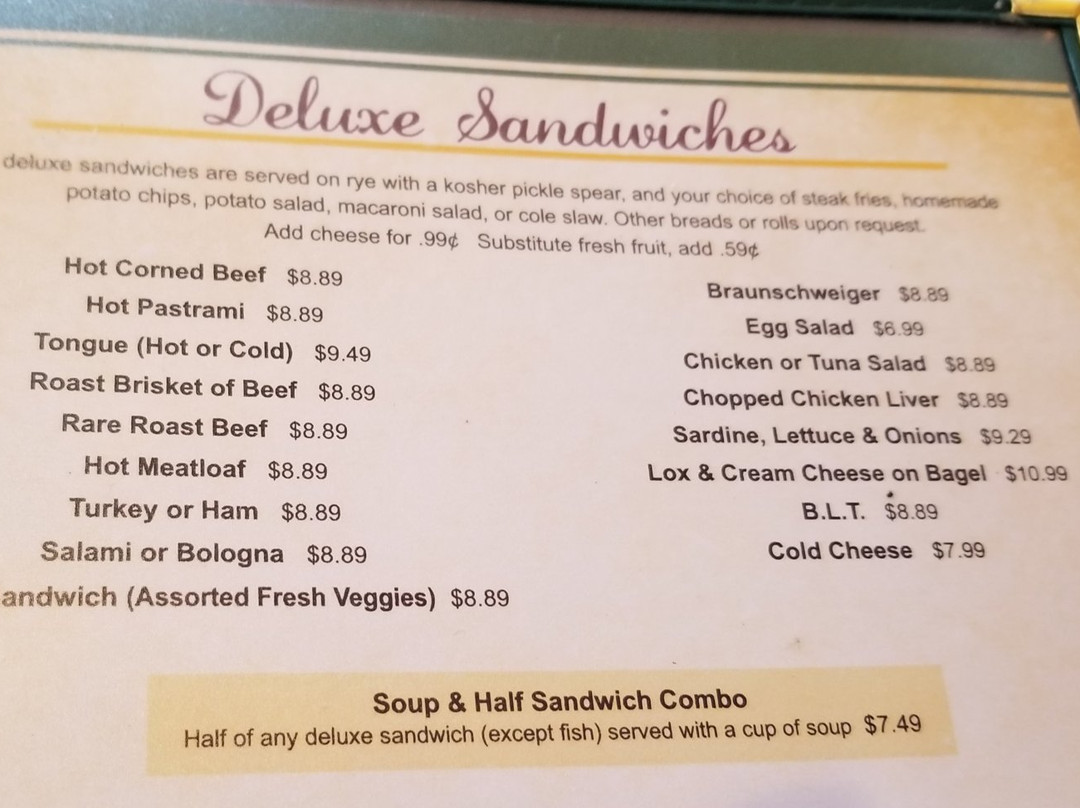 Deluxe Sandwiches
deluxe sandwiches are served on rye with a kosher pickle spear, and your choice of steak fries, homemade
potato chips, potato salad, macaroni salad, or cole slaw. Other breads or rolls upon request.
Add cheese for .99¢ Substitute fresh fruit, add .59¢
Hot Corned Beef $8.89
Hot Pastrami $8.89
Tongue (Hot or Cold) $9.49
Roast Brisket of Beef $8.89
Rare Roast Beef $8.89
Hot Meatloaf $8.89
Turkey or Ham $8.89
Salami or Bologna $8.89
andwich (Assorted Fresh Veggies) $8.89
Braunschweiger $8.89
Egg Salad $6.99
Chicken or Tuna Salad $8.89
Chopped Chicken Liver $8.89
Sardine, Lettuce & Onions $9.29
Lox & Cream Cheese on Bagel $10.99
B.L.T. $8.89
Cold Cheese $7.99
Soup & Half Sandwich Combo
Half of any deluxe sandwich (except fish) served with a cup of soup $7.49